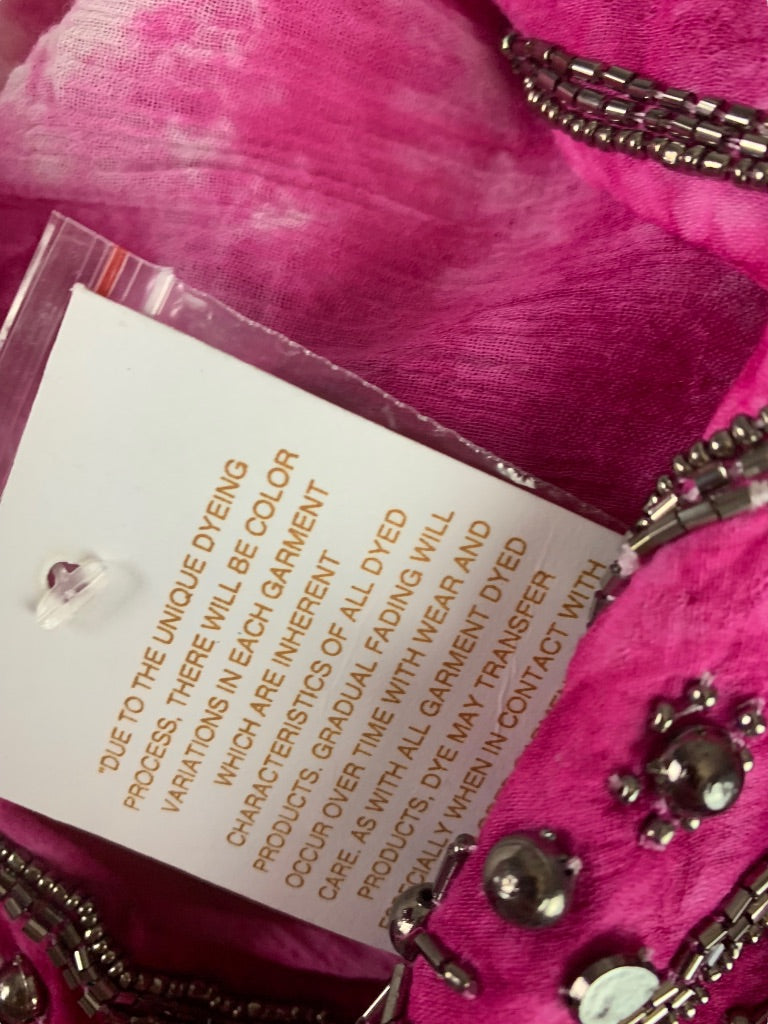 "DUE TO THE UNIQUE DYEING
PROCESS, THERE WILL BE COLOR
VARIATIONS IN EACH GARMENT
WHICH ARE INHERENT
CHARACTERISTICS OF ALL DYED
PRODUCTS. GRADUAL FADING WILL
OCCUR OVER TIME WITH WEAR AND
CARE. AS WITH ALL GARMENT DYED
PRODUCTS, DYE MAY TRANSFER
ESPECIALLY WHEN IN CONTACT WITH